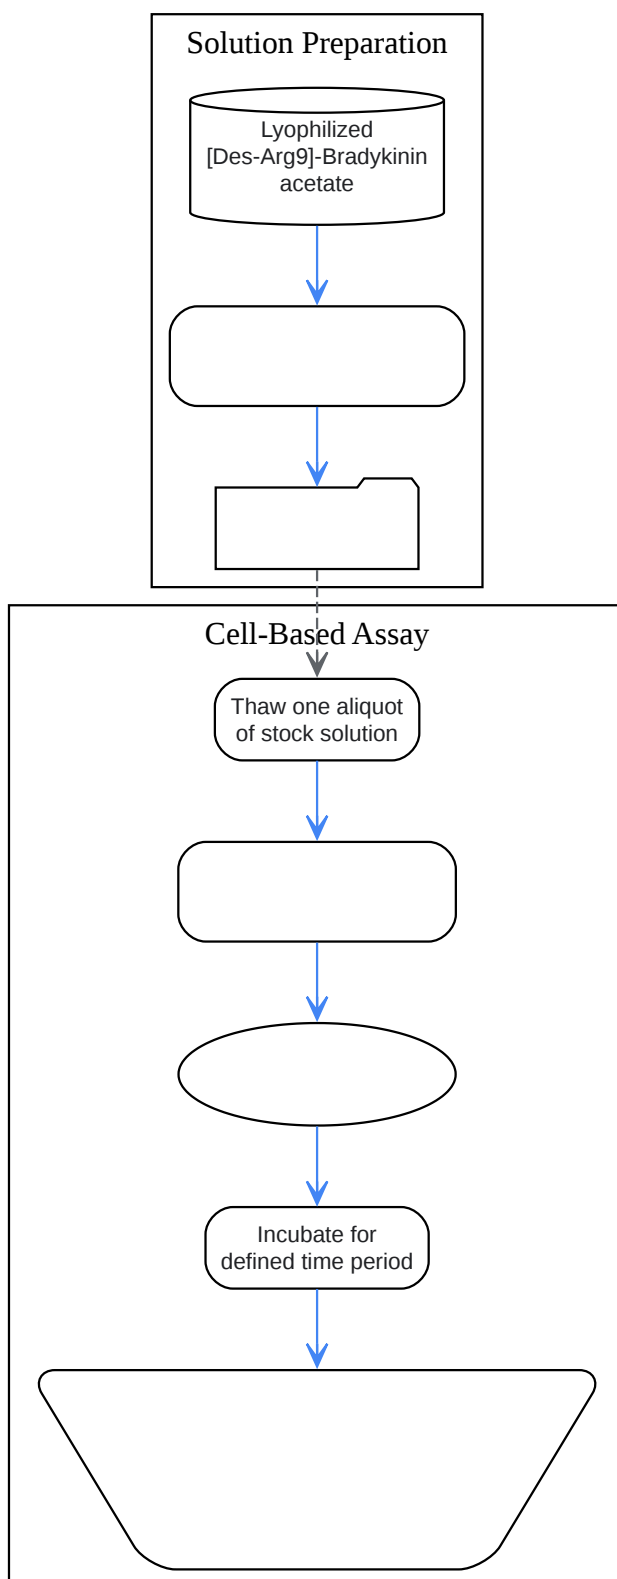 Solution Preparation
Lyophilized
[Des-Arg9]-Bradykinin
acetate
Cell-Based Assay
Thaw one aliquot
of stock solution
Incubate for
defined time period